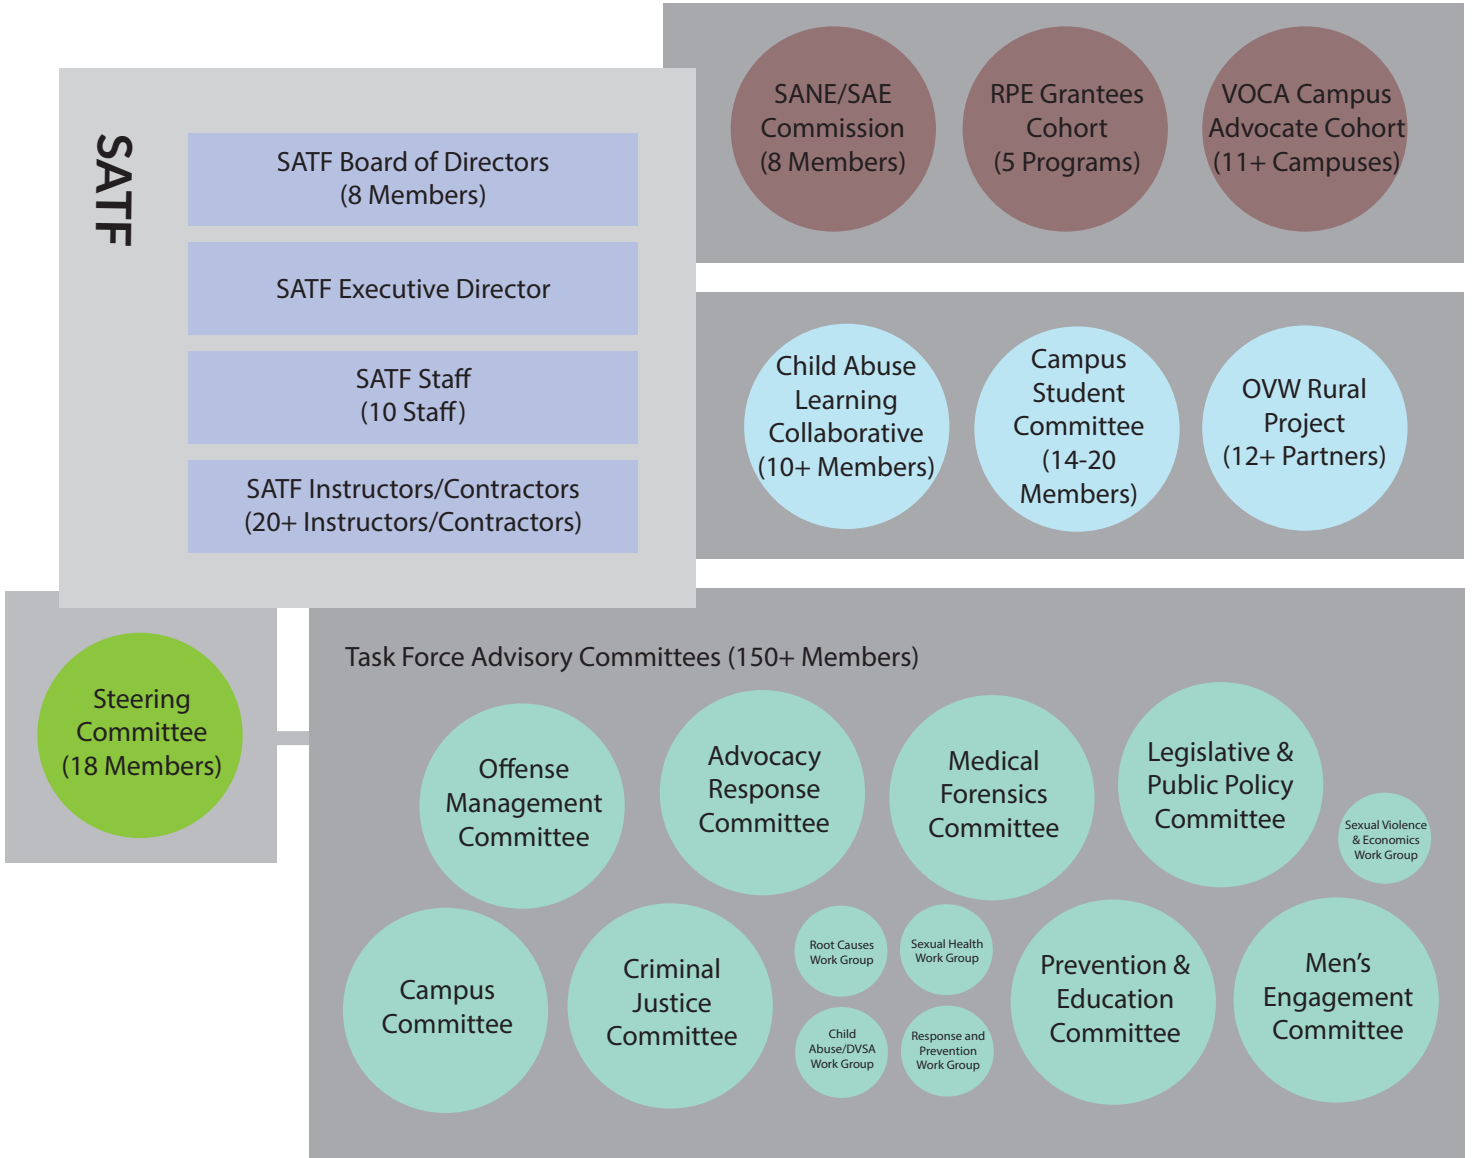 SATF
SATF Board of Directors
(8 Members)
SATF Executive Director
SATF Staff
(10 Staff)
SATF Instructors/Contractors
(20+ Instructors/Contractors)
SANE/SAE
Commission
(8 Members)
RPE Grantees
Cohort
(5 Programs)
VOCA Campus
Advocate Cohort
(11+ Campuses)
Child Abuse
Learning
Collaborative
(10+ Members)
Campus
Student
Committee
(14-20
Members)
OVW Rural
Project
(12+ Partners)
Steering
Committee
(18 Members)
Task Force Advisory Committees (150+ Members)
Offense
Management
Committee
Advocacy
Response
Committee
Medical
Forensics
Committee
Legislative &
Public Policy
Committee
Sexual Violence
& Economics
Work Group
Campus
Committee
Criminal
Justice
Committee
Root Causes
Work Group
Sexual Health
Work Group
Child
Abuse/DVSA
Work Group
Response and
Prevention
Work Group
Prevention &
Education
Committee
Men’s
Engagement
Committee